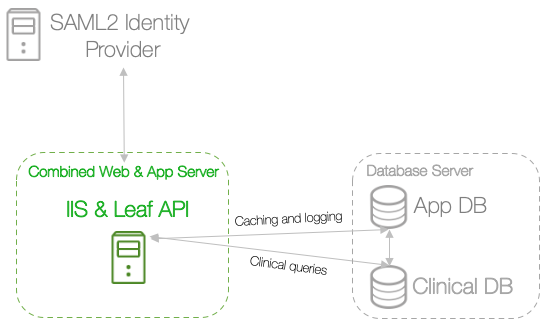 SAML2 Identity
Provider
Combined Web & App Server
IIS & Leaf API
Database Server
App DB
Caching and logging
Clinical queries
Clinical DB